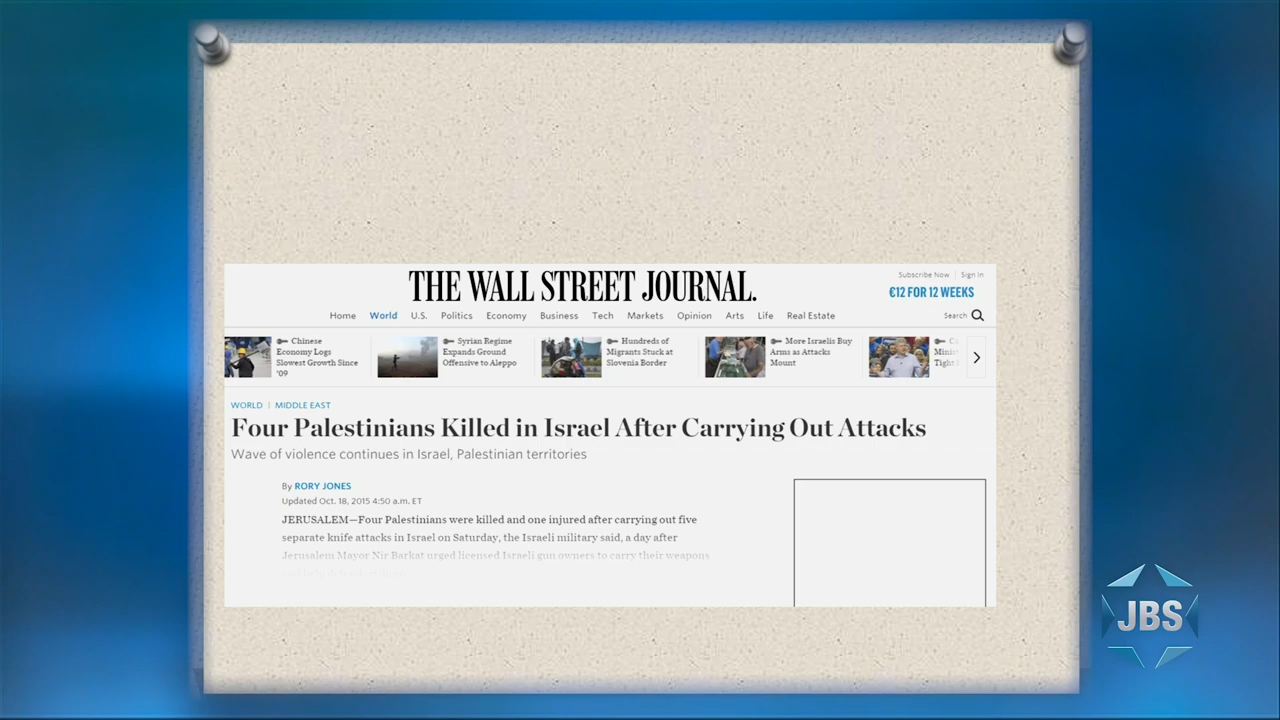 THE WALL STREET JOURNAL.
Subscribe Now | Sign In
€12 FOR 12 WEEKS
Home World U.S. Politics Economy Business Tech Markets Opinion Arts Life Real Estate
Search
Chinese
Economy Logs
Slowest Growth Since
'09
Syrian Regime
Expands Ground
Offensive to Aleppo
Hundreds of
Migrants Stuck at
Slovenia Border
More Israelis Buy
Arms as Attacks
Mount
WORLD | MIDDLE EAST
Four Palestinians Killed in Israel After Carrying Out Attacks
Wave of violence continues in Israel, Palestinian territories
By RORY JONES
Updated Oct. 18, 2015 4:50 a.m. ET
JERUSALEM—Four Palestinians were killed and one injured after carrying out five
separate knife attacks in Israel on Saturday, the Israeli military said, a day after
Jerusalem Mayor Nir Barkat urged licensed Israeli gun owners to carry their weapons
JBS